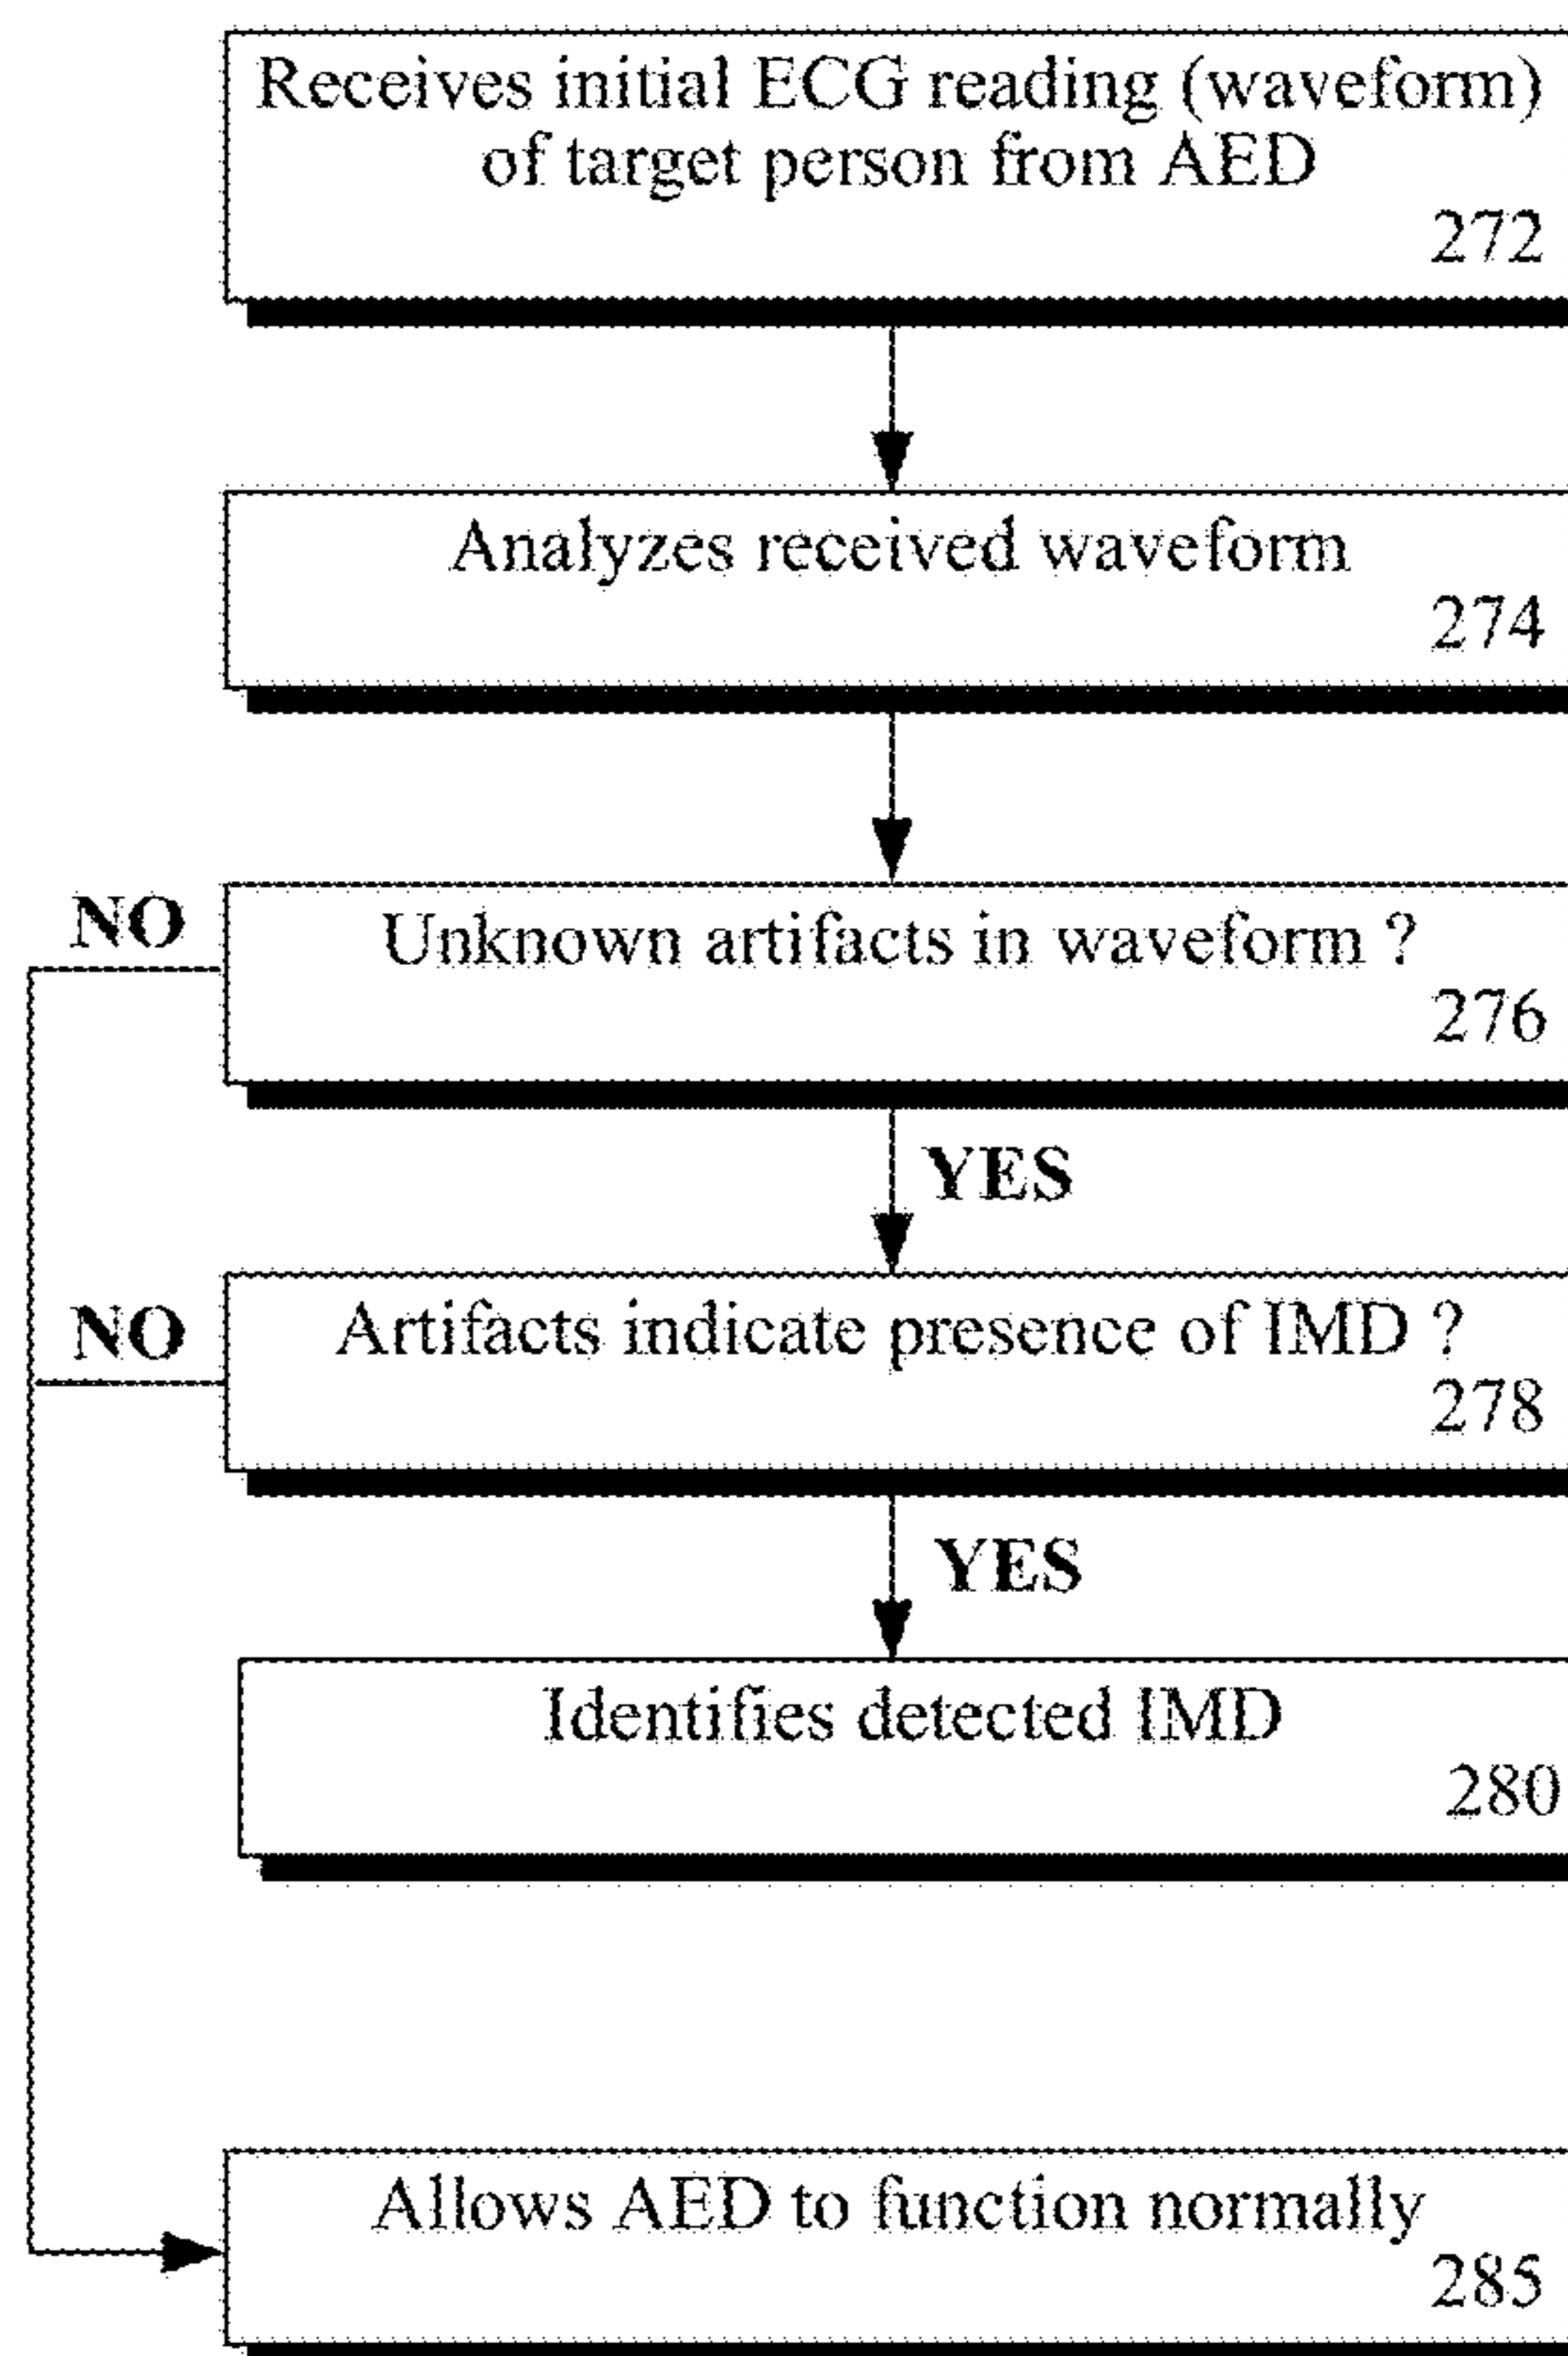 Receives initial ECG reading (waveform)
of target person from AED
272
Analyzes received waveform
274
NO
Unknown artifacts in waveform ?
276
YES
NO
Artifacts indicate presence of IMD ?
278
YES
Identifies detected IMD
280
Allows AED to function normally
285